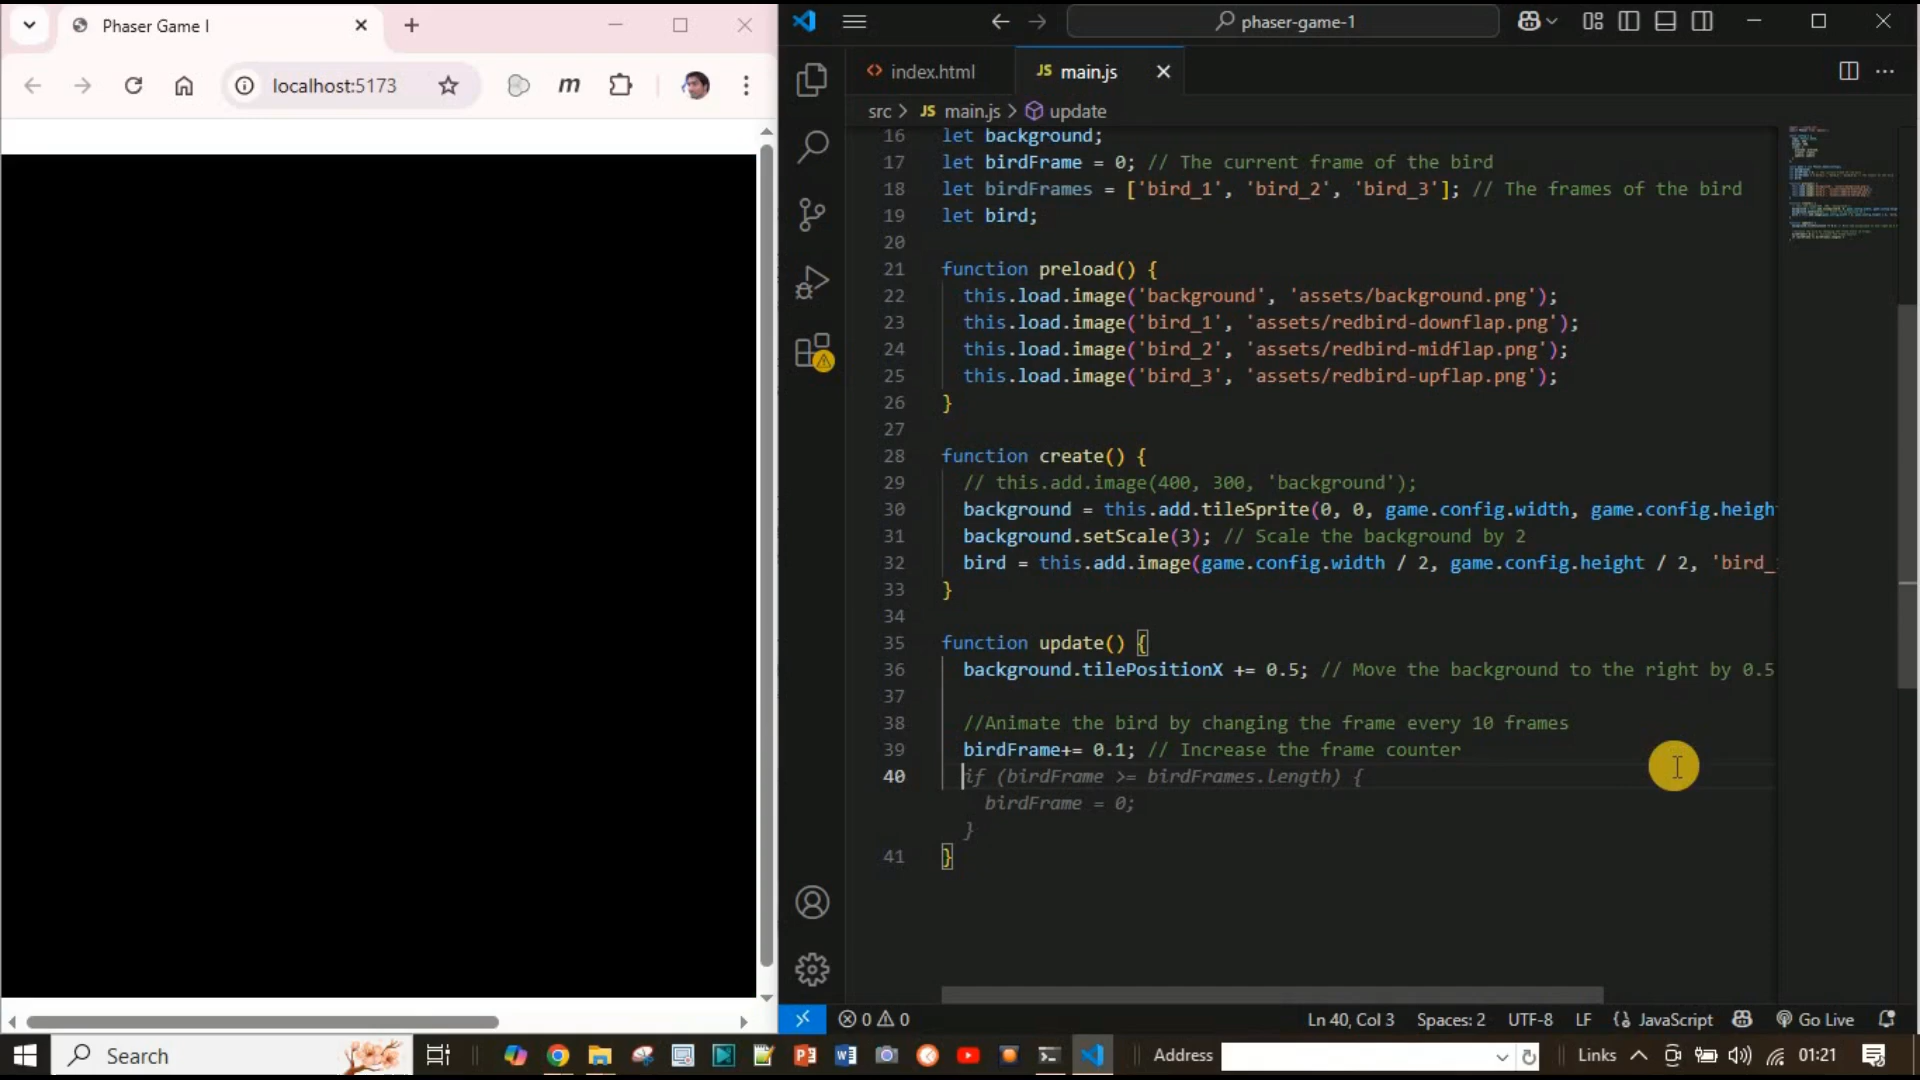 Phaser Game I
phaser-game-1
localhost:5173
m
<> index.html
JS main.js
src > JS main.js > update
16 let background;
17 let birdFrame = 0; // The current frame of the bird
18 let birdFrames = ['bird_1', 'bird_2', 'bird_3']; // The frames of the bird
19 let bird;
20
21 function preload() {
22 this.load.image('background', 'assets/background.png');
23 this.load.image('bird_1', 'assets/redbird-downflap.png');
24 this.load.image('bird_2', 'assets/redbird-midflap.png');
25 this.load.image('bird_3', 'assets/redbird-upflap.png');
26 }
27
28 function create() {
29 // this.add.image(400, 300, 'background');
30 background = this.add.tileSprite(0, 0, game.config.width, game.config.heigh
31 background.setScale(3); // Scale the background by 2
32 bird = this.add.image(game.config.width / 2, game.config.height / 2, 'bird_
33 }
34
35 function update() {
36 background.tilePositionX += 0.5; // Move the background to the right by 0.5
37
38 //Animate the bird by changing the frame every 10 frames
39 birdFrame+= 0.1; // Increase the frame counter
40 if (birdFrame >= birdFrames.length) {
birdFrame = 0;
}
41 }
0 0
Ln 40, Col 3
Spaces: 2
UTF-8
LF
{} JavaScript
Go Live
Search
Address
Links
01:21